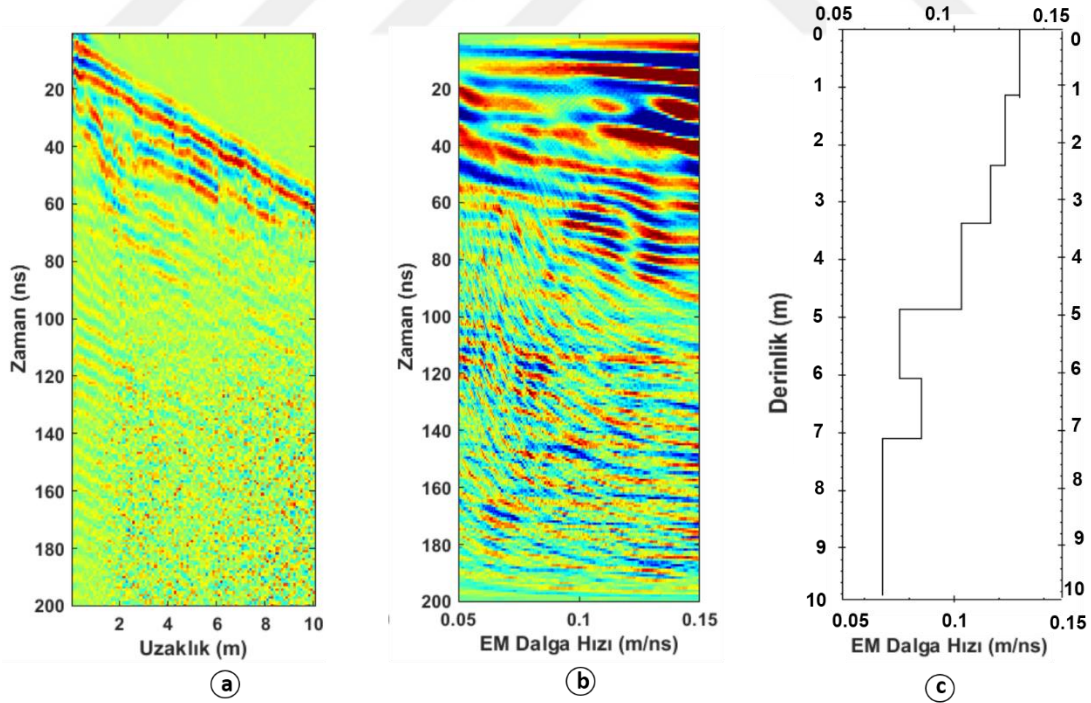 20
40
60
80
100
120
140
160
180
200
Zaman (ns)
2 4 6 8 10
Uzaklık (m)
a
20
40
60
80
100
120
140
160
180
200
Zaman (ns)
0.05 0.1 0.15
EM Dalga Hızı (m/ns)
b
0.05 0.1 0.15
0 0
1 1
2 2
3 3
4 4
5 5
6 6
7 7
8 8
9 9
10 10
Derinlik (m)
0.05 0.1 0.15
EM Dalga Hızı (m/ns)
c